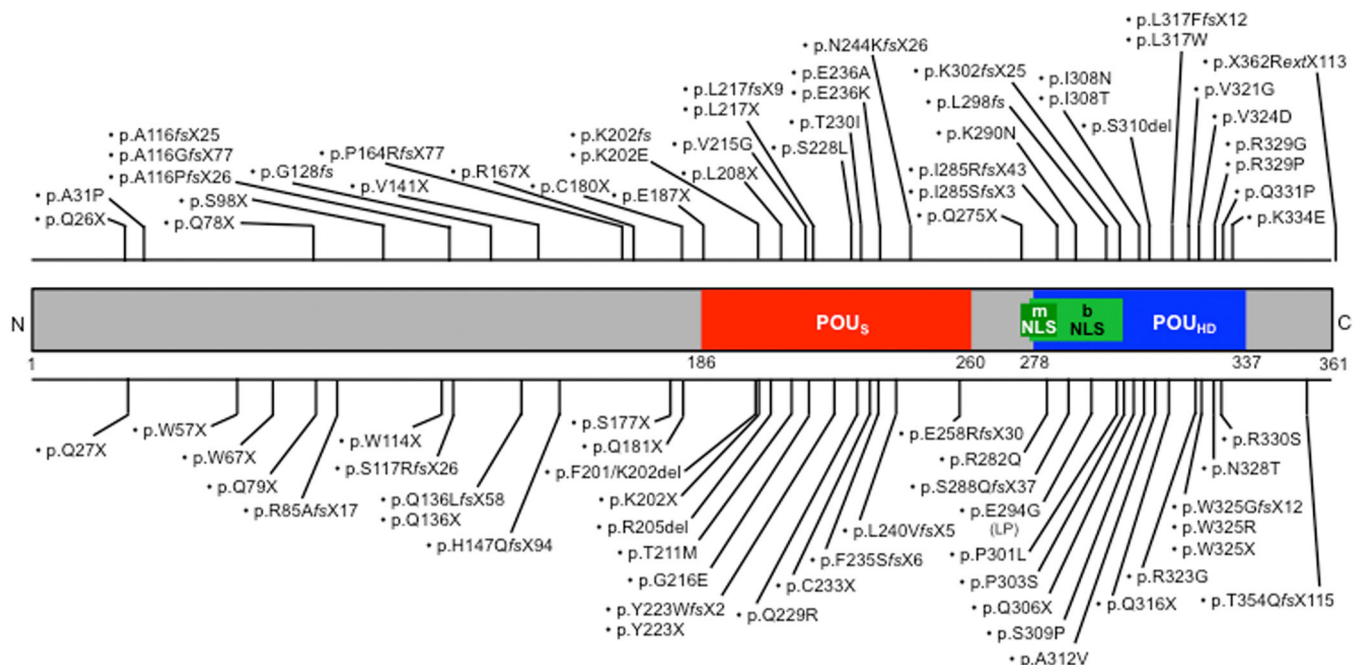 • p.L317FfsX12
• p.L317W
• p.N244KfsX26
• p.X362RextX113
• p.E236A
• p.E236K
• p.K302fsX25
• p.I308N
• p.I308T
• p.V321G
• p.L217fsX9
• p.L217X
• p.L298fs
• p.V324D
• p.T230I
• p.S310del
• p.A116fsX25
• p.A116GfsX77
• p.A116PfsX26
• p.K202fs
• p.K202E
• p.K290N
• p.R329G
• p.R329P
• p.P164RfsX77
• p.V215G
• p.S228L
• p.G128fs
• p.R167X
• p.L208X
• p.I285RfsX43
• p.I285SfsX3
• p.A31P
• p.V141X
• p.C180X
• p.E187X
• p.Q331P
• p.S98X
• p.Q26X
• p.Q78X
• p.Q275X
• p.K334E
N
POUS
m
NLS
b
NLS
POUHD
C
1
186
260
278
337
361
• p.Q27X
• p.W57X
• p.W67X
• p.Q79X
• p.R85AfsX17
• p.W114X
• p.S117RfsX26
• p.Q136LfsX58
• p.Q136X
• p.H147QfsX94
• p.S177X
• p.Q181X
• p.F201/K202del
• p.K202X
• p.R205del
• p.T211M
• p.G216E
• p.Y223WfsX2
• p.Y223X
• p.Q229R
• p.C233X
• p.F235SfsX6
• p.L240VfsX5
• p.E258RfsX30
• p.R282Q
• p.S288QfsX37
• p.E294G
(LP)
• p.P301L
• p.P303S
• p.Q306X
• p.S309P
• p.A312V
• p.Q316X
• p.R323G
• p.W325GfsX12
• p.W325R
• p.W325X
• p.N328T
• p.R330S
• p.T354QfsX115